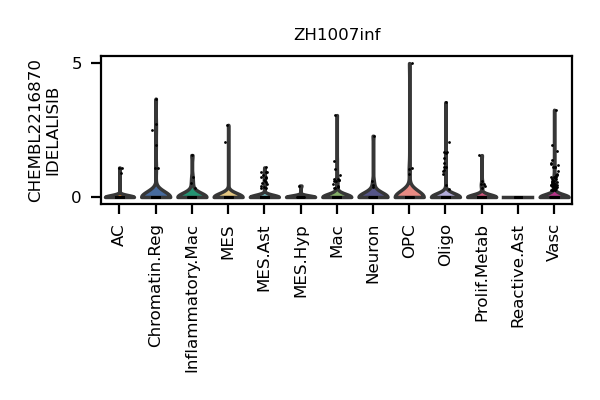 ZH1007inf
CHEMBL2216870
IDELALISIB
5
0
AC
Chromatin.Reg
Inflammatory.Mac
MES
MES.Ast
MES.Hyp
Mac
Neuron
OPC
Oligo
Prolif.Metab
Reactive.Ast
Vasc